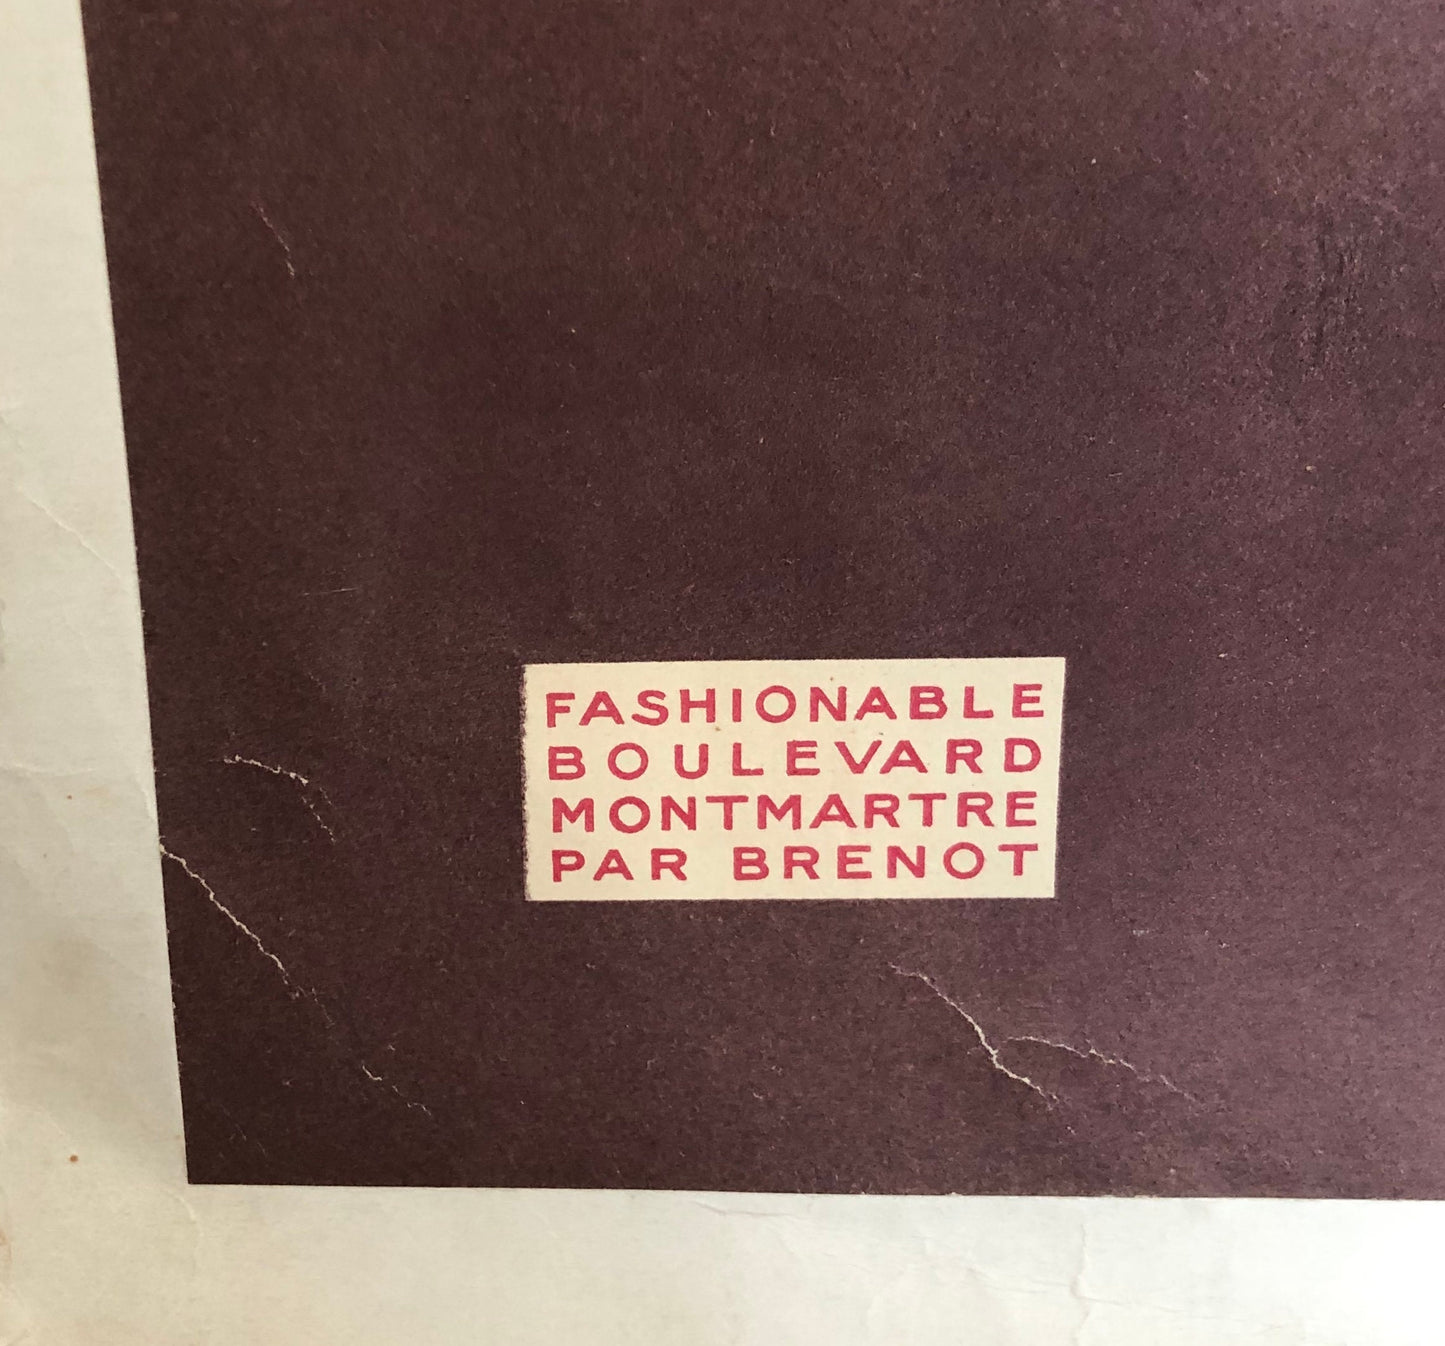 FASHIONABLE
BOULEVARD
MONTMARTRE
PAR BRENOT